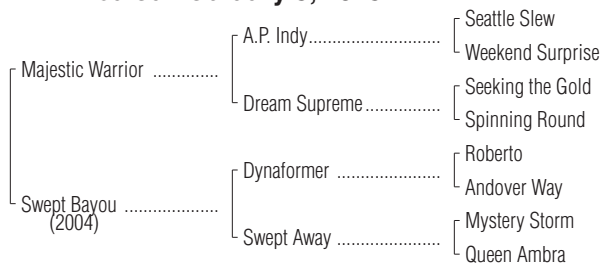 Seattle Slew
A.P. Indy
Weekend Surprise
Majestic Warrior
Seeking the Gold
Dream Supreme
Spinning Round
Roberto
Dynaformer
Andover Way
Swept Bayou
(2004)
Mystery Storm
Swept Away
Queen Ambra